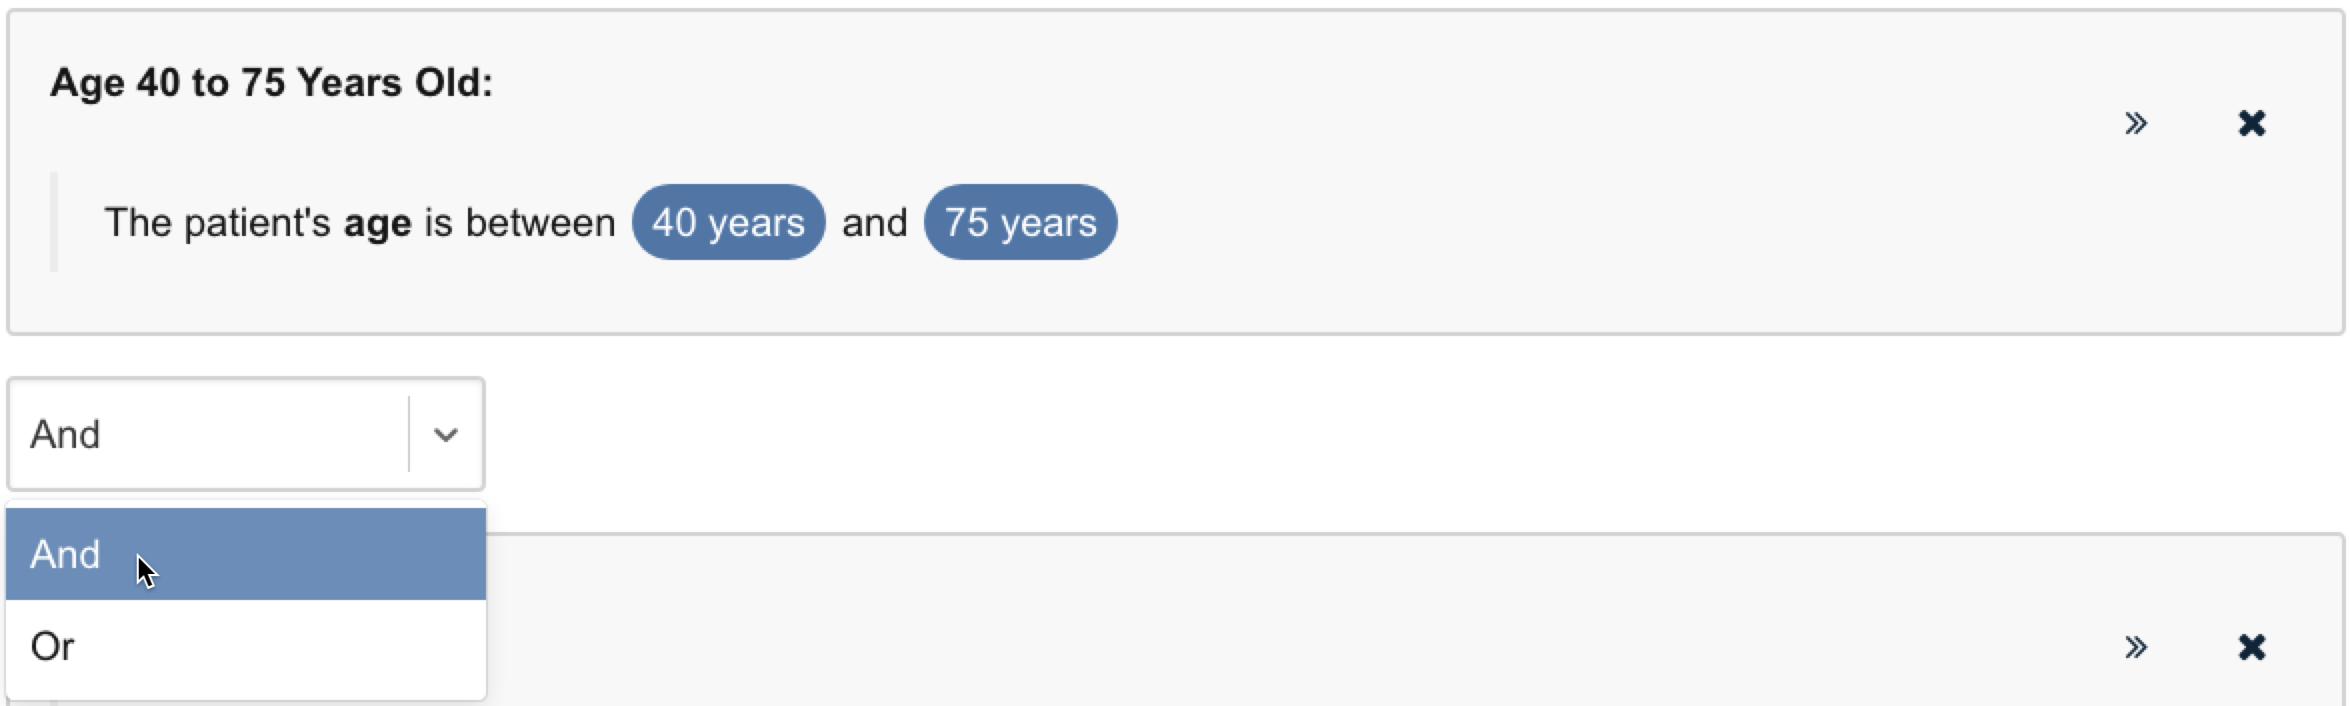 Age 40 to 75 Years Old:
The patient's age is between 40 years and 75 years
And
And
Or